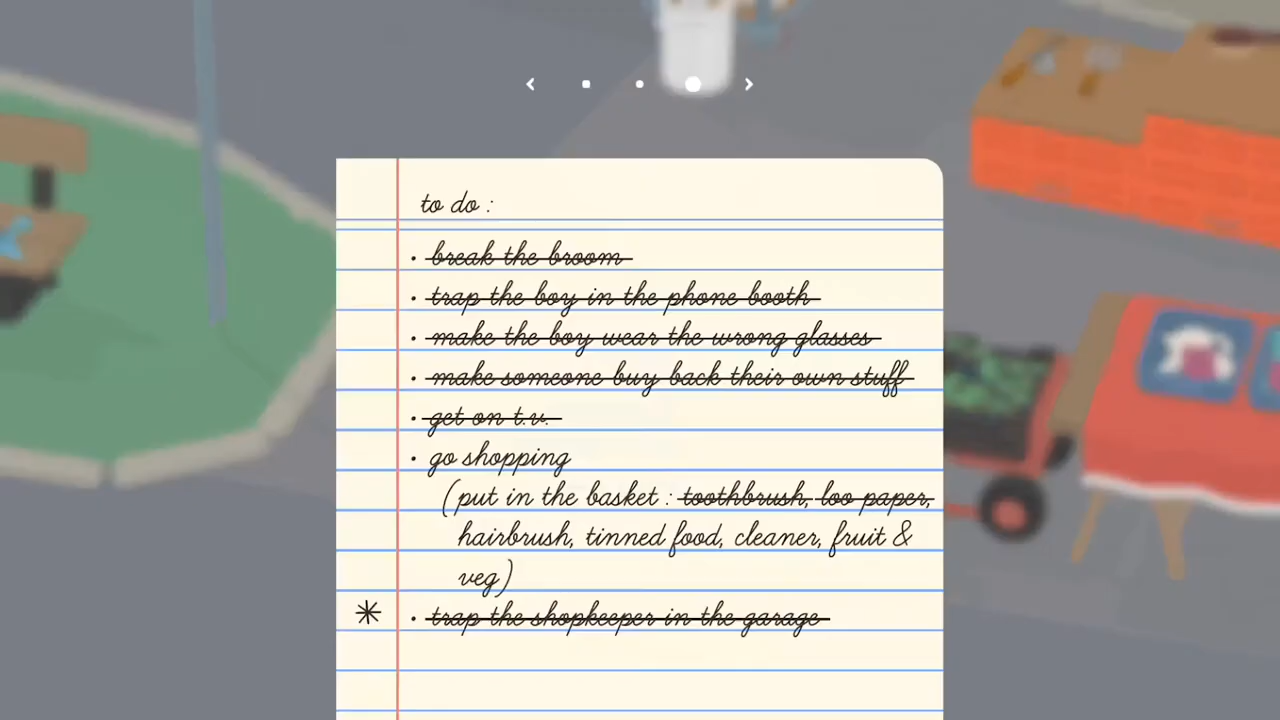 to do :
• break the broom
• trap the boy in the phone booth
• make the boy wear the wrong glasses
• make someone buy back their own stuff
• get on t.v.
• go shopping
(put in the basket : toothbrush, loo paper,
hairbrush, tinned food, cleaner, fruit &
veg)
• trap the shopkeeper in the garage